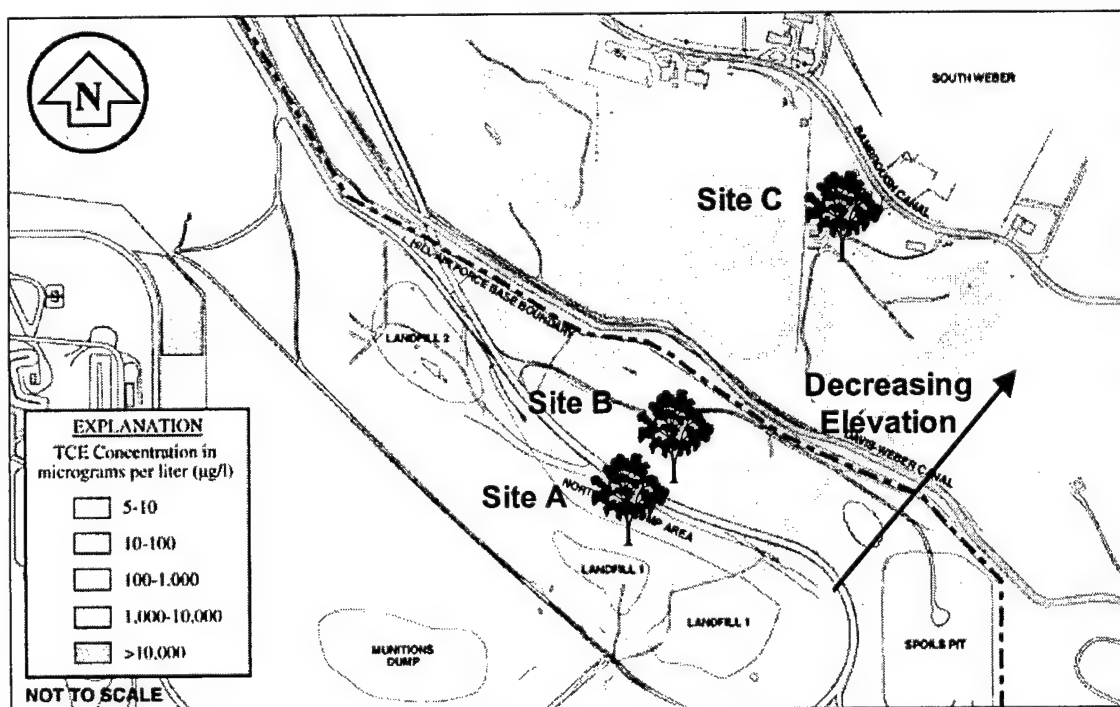 N
SOUTH WEBER
BAMBROUGH CANAL
Site C
HILL AIR FORCE BASE BOUNDARY
LANDFILL 2
Decreasing
Elevation
Site B
DAVIS-WEBER CANAL
EXPLANATION
TCE Concentration in
micrograms per liter (µg/l)
5-10
10-100
100-1,000
1,000-10,000
>10,000
Site A
AREA
LANDFILL 1
LANDFILL 1
MUNITIONS
DUMP
SPOILS PIT
NOT TO SCALE